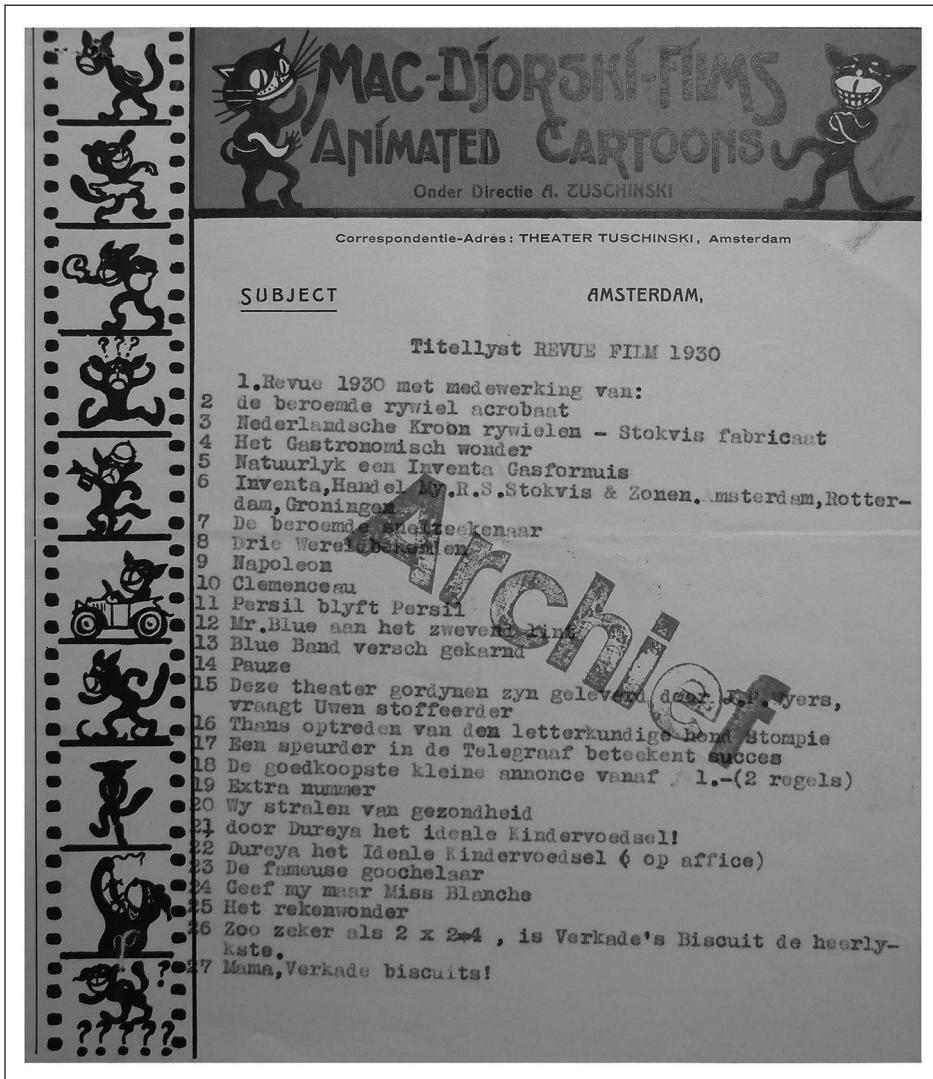 MAC-DJORSKI-FILMS
ANIMATED CARTOONS
Onder Directie A. TUSCHINSKI
Correspondentie-Adrès: THEATER TUSCHINSKI, Amsterdam
SUBJECT AMSTERDAM,
Titellyst REVUE FILM 1930
1.Revue 1930 met medewerking van:
2 de beroemde rywiel acrobaat
3 Nederlandsche Kroon rywielen - Stokvis fabricaat
4 Het Gastronomisch wonder
5 Natuurlyk een Inventa Gasfornuis
6 Inventa,Handel My.R.S.Stokvis & Zonen. msterdam,Rotter-
dam,Groningen
7 De beroemde snelteekenaar
8 Drie Wereldbekenden
9 Napoleon
10 Clemenceau
11 Persil blyft Persil
12 Mr.Blue aan het zwevend lint
13 Blue Band versch gekarnd
14 Pauze
15 Deze theater gordynen zyn geleverd door J.P.Wyers,
vraagt Uwen stoffeerder
16 Thans optreden van den letterkundige hond Stompie
17 Een speurder in de Telegraaf beteekent succes
18 De goedkoopste kleine annonce vanaf 1.-(2 regels)
19 Extra nummer
20 Wy stralen van gezondheid
21 door Dureya het ideale Kindervoedsel!
22 Dureya het Ideale Kindervoedsel ( op affice)
23 De fameuse goochelaar
24 Geef my maar Miss Blanche
25 Het rekenwonder
26 Zoo zeker als 2 x 2=4 , is Verkade's Biscuit de heerly-
kste.
27 Mama,Verkade biscuits!
Archief
???
?
?????